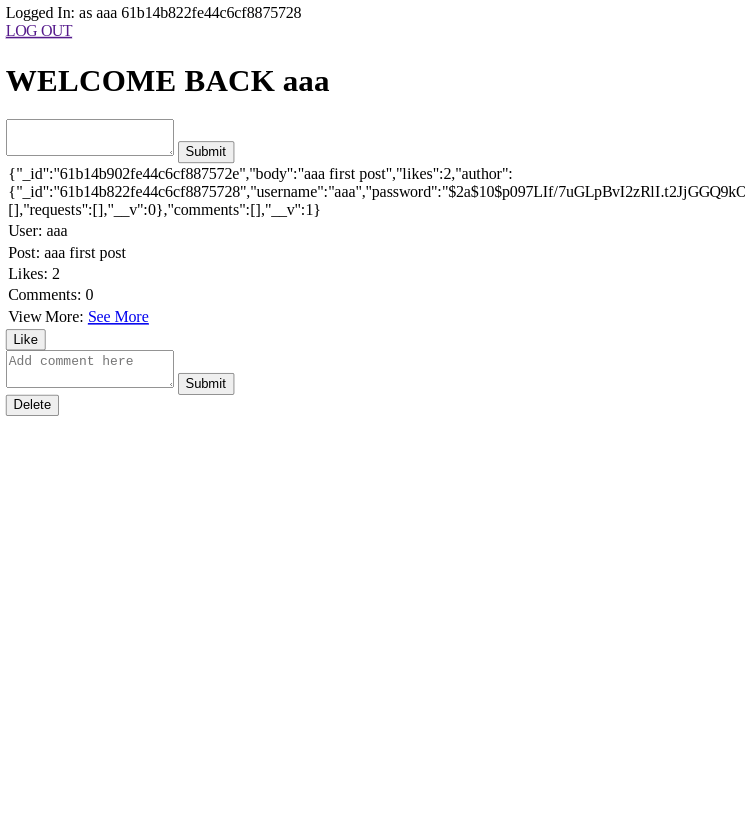 Logged In: as aaa 61b14b822fe44c6cf8875728
LOG OUT
WELCOME BACK aaa
Submit
{"_id":"61b14b902fe44c6cf887572e","body":"aaa first post","likes":2,"author":
{"_id":"61b14b822fe44c6cf8875728","username":"aaa","password":"$2a$10$p097LIf/7uGLpBvI2zRlI.t2JjGGQ9kC
[],"requests":[],"__v":0},"comments":[],"__v":1}
User: aaa
Post: aaa first post
Likes: 2
Comments: 0
View More: See More
Like
Add comment here
Submit
Delete